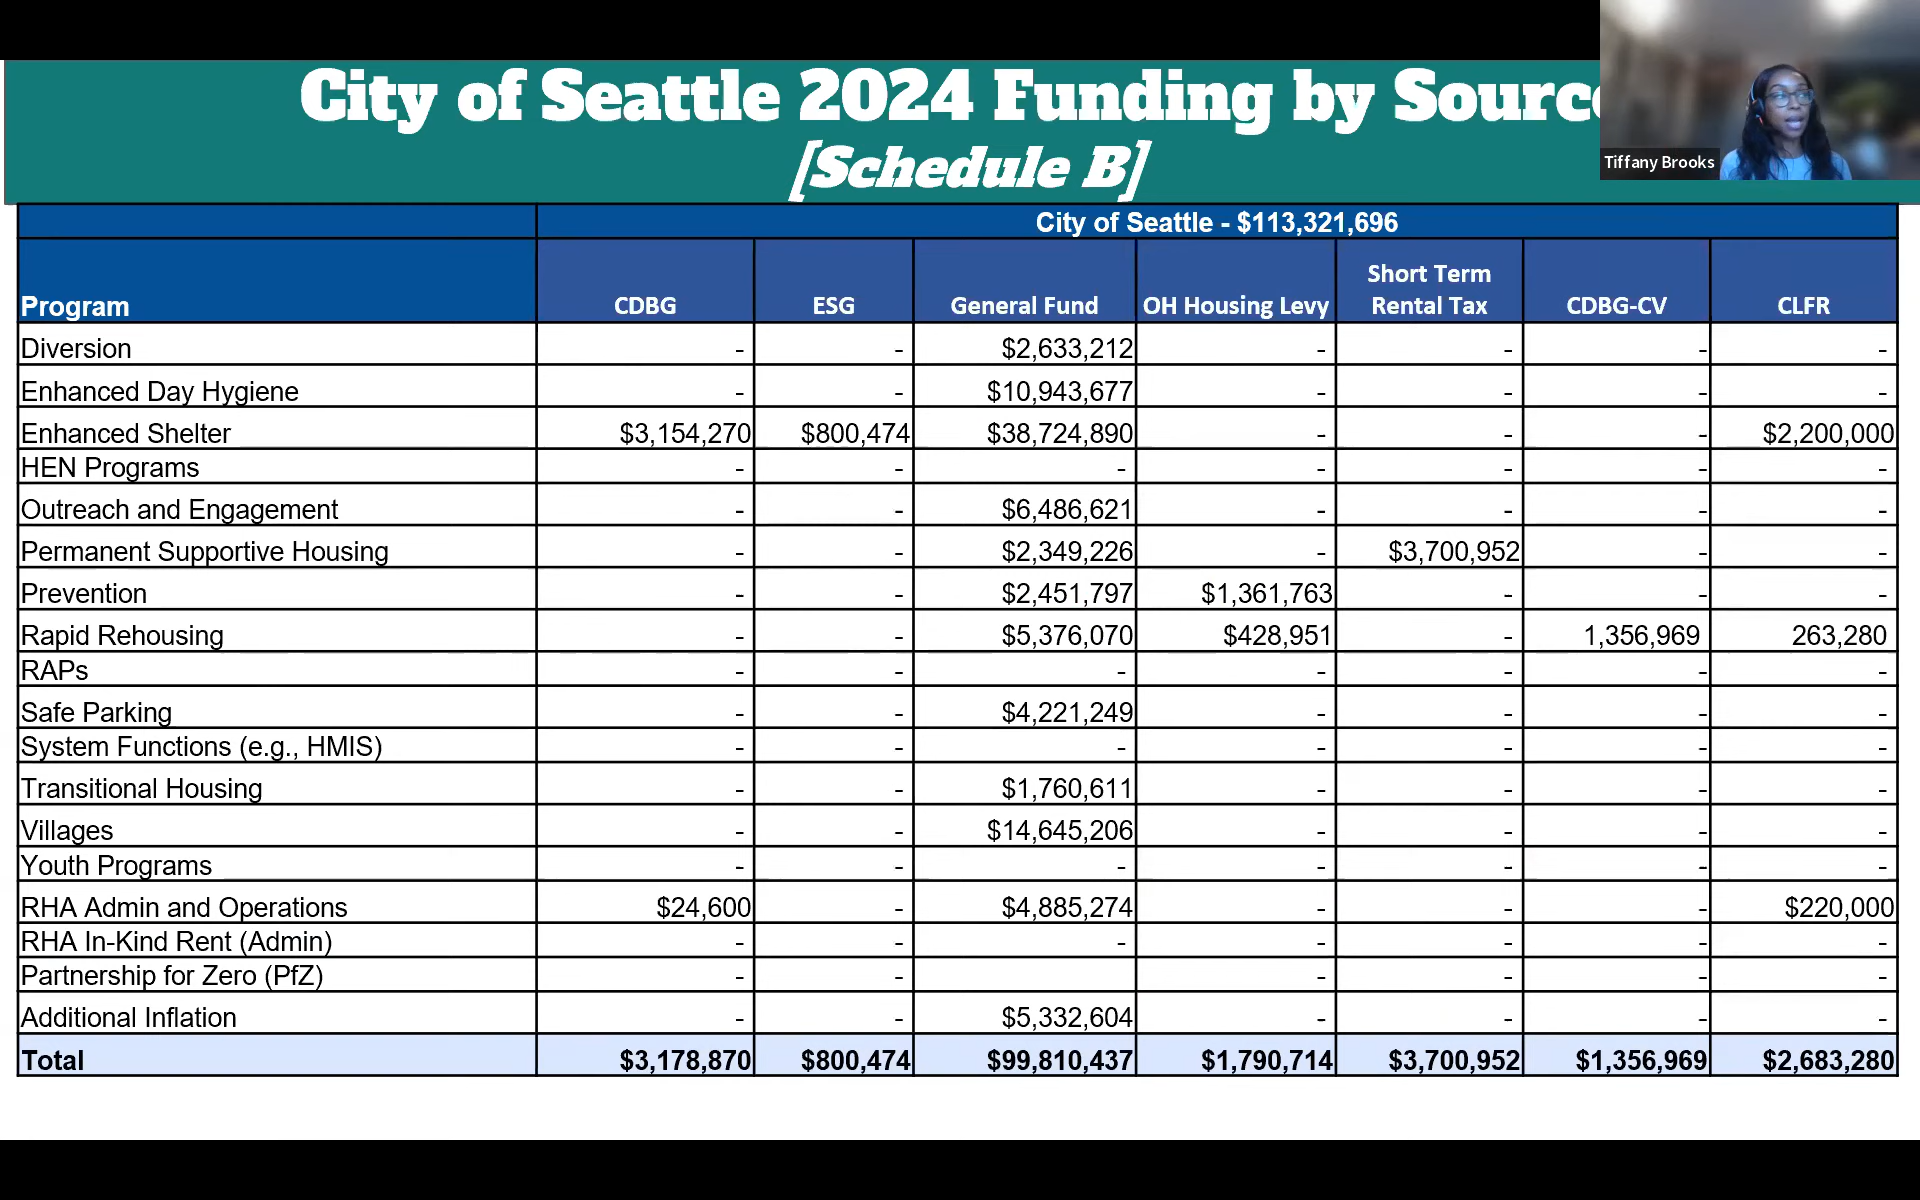 City of Seattle 2024 Funding by Sourc
[Schedule B]
Tiffany Brooks
City of Seattle - $113,321,696
Program CDBG ESG General Fund OH Housing Levy Short Term Rental Tax CDBG-CV CLFR
Diversion - - $2,633,212 - - - -
Enhanced Day Hygiene - - $10,943,677 - - - -
Enhanced Shelter $3,154,270 $800,474 $38,724,890 - - - $2,200,000
HEN Programs - - - - - - -
Outreach and Engagement - - $6,486,621 - - - -
Permanent Supportive Housing - - $2,349,226 - $3,700,952 - -
Prevention - - $2,451,797 $1,361,763 - - -
Rapid Rehousing - - $5,376,070 $428,951 - 1,356,969 263,280
RAPs - - - - - - -
Safe Parking - - $4,221,249 - - - -
System Functions (e.g., HMIS) - - - - - - -
Transitional Housing - - $1,760,611 - - - -
Villages - - $14,645,206 - - - -
Youth Programs - - - - - - -
RHA Admin and Operations $24,600 - $4,885,274 - - - $220,000
RHA In-Kind Rent (Admin) - - - - - - -
Partnership for Zero (PfZ) - - - - - -
Additional Inflation - - $5,332,604 - - - -
Total $3,178,870 $800,474 $99,810,437 $1,790,714 $3,700,952 $1,356,969 $2,683,280